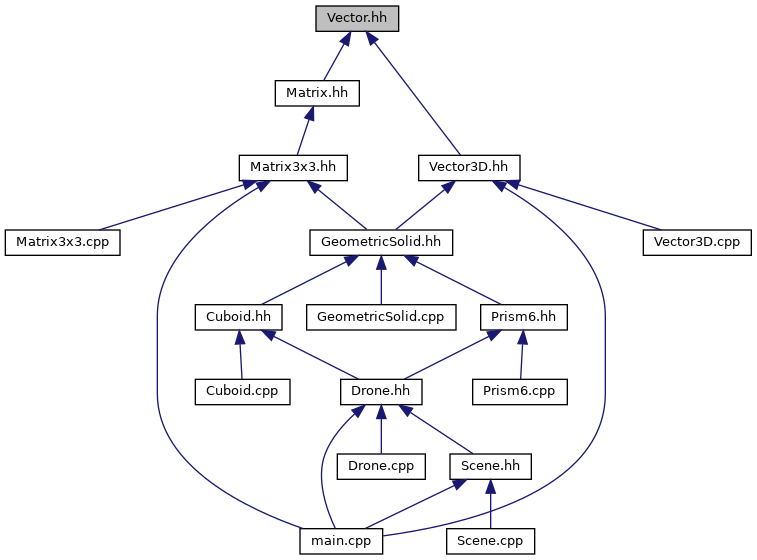 Vector.hh
Matrix.hh
Matrix3x3.hh
Vector3D.hh
Matrix3x3.cpp
GeometricSolid.hh
Vector3D.cpp
Cuboid.hh
GeometricSolid.cpp
Prism6.hh
Cuboid.cpp
Drone.hh
Prism6.cpp
Drone.cpp
Scene.hh
main.cpp
Scene.cpp